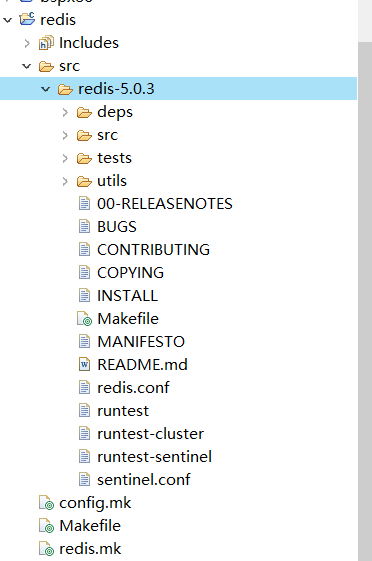 redis
Includes
src
redis-5.0.3
deps
src
tests
utils
00-RELEASENOTES
BUGS
CONTRIBUTING
COPYING
INSTALL
Makefile
MANIFESTO
README.md
redis.conf
runtest
runtest-cluster
runtest-sentinel
sentinel.conf
config.mk
Makefile
redis.mk